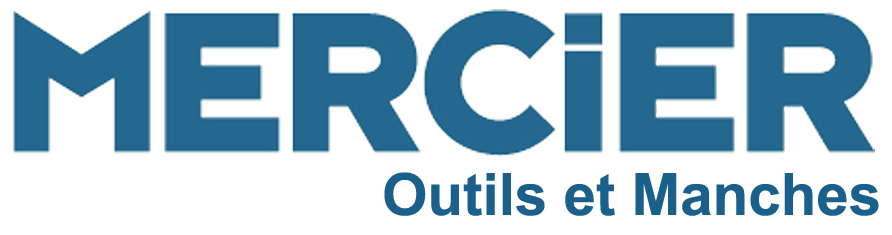 MERCiER
Outils et Manches